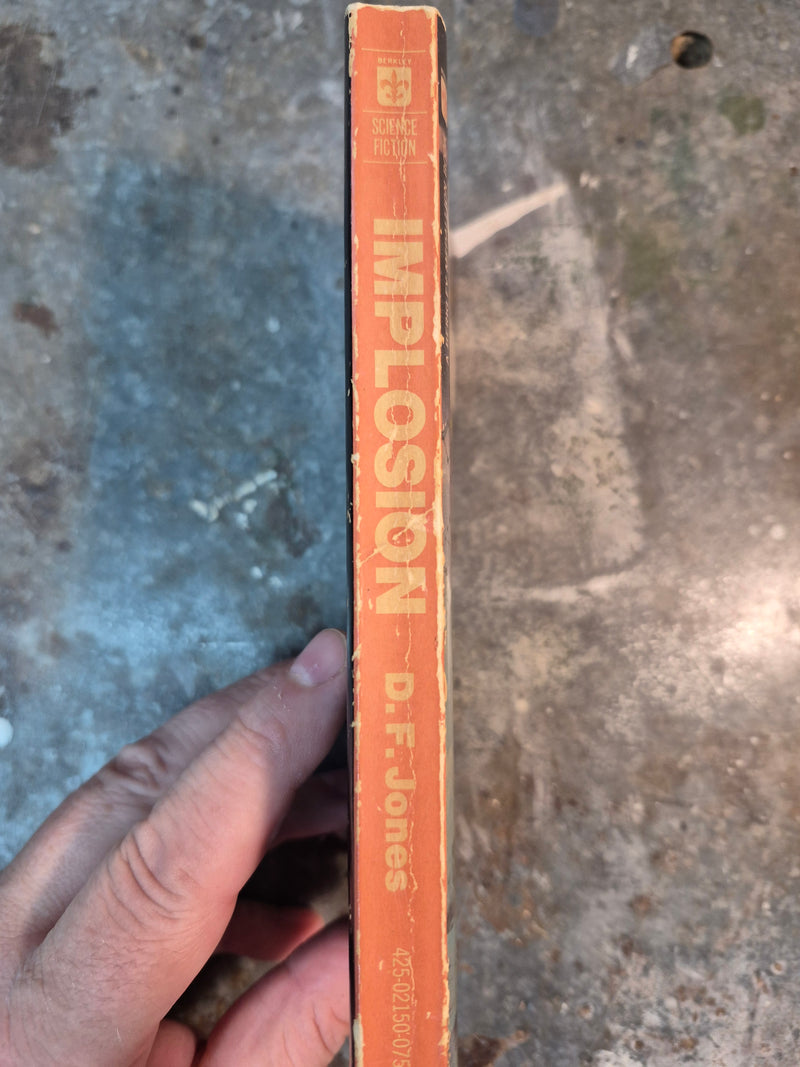 BERKLEY
SCIENCE
FICTION
IMPLOSION
D.F. Jones
425-02150-075